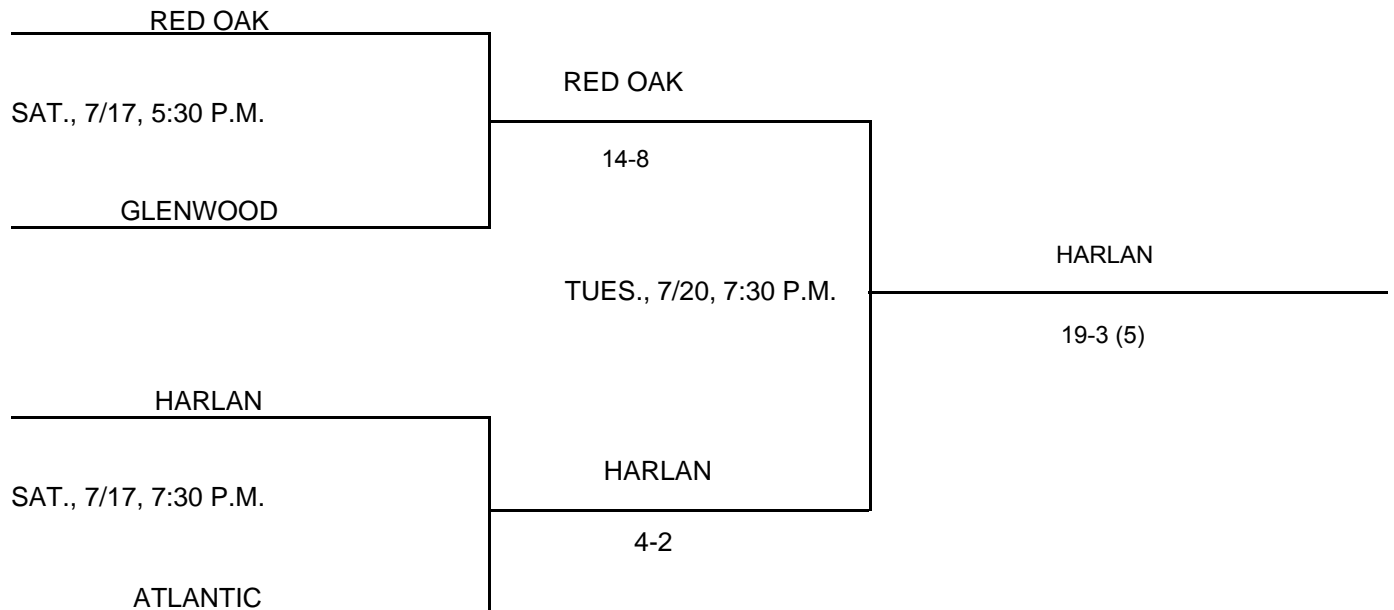 RED OAK
SAT., 7/17, 5:30 P.M.
GLENWOOD
RED OAK
14-8
TUES., 7/20, 7:30 P.M.
HARLAN
19-3 (5)
HARLAN
SAT., 7/17, 7:30 P.M.
ATLANTIC
HARLAN
4-2